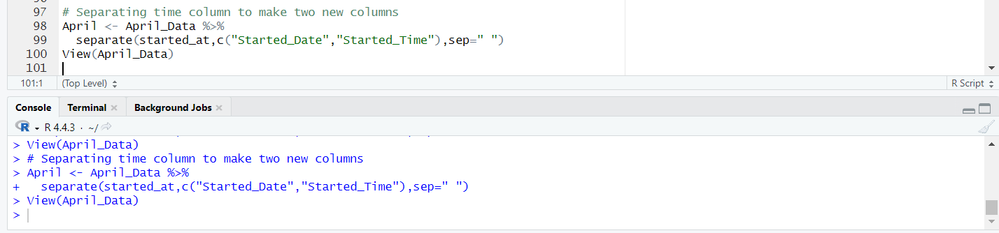 97 # Separating time column to make two new columns
98 April <- April_Data %>%
99 separate(started_at,c("Started_Date","Started_Time"),sep=" ")
100 View(April_Data)
101
101:1 (Top Level) R Script
Console Terminal Background Jobs
R R 4.4.3 · ~/
> View(April_Data)
> # Separating time column to make two new columns
> April <- April_Data %>%
+ separate(started_at,c("Started_Date","Started_Time"),sep=" ")
> View(April_Data)
>